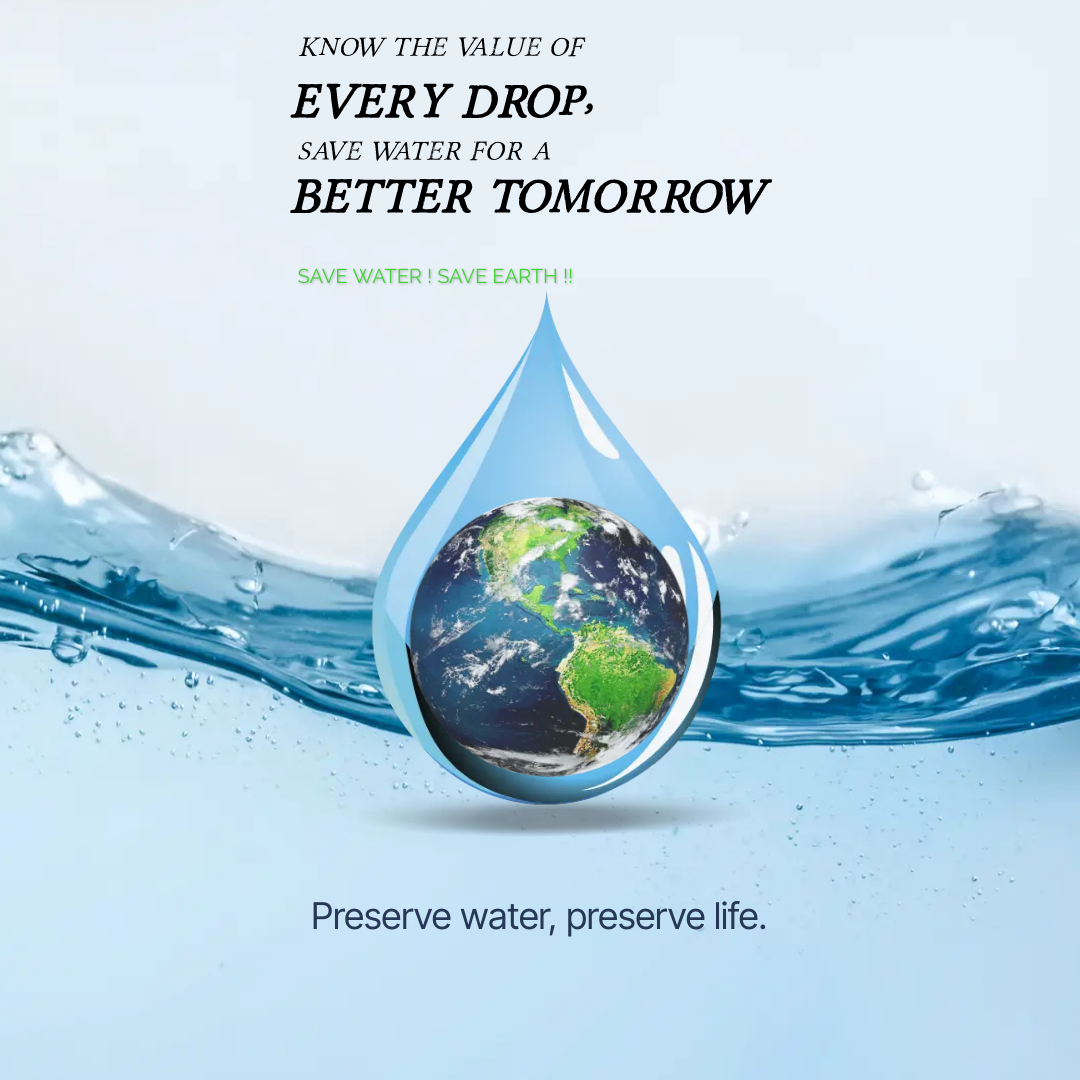 KNOW THE VALUE OF
EVERY DROP,
SAVE WATER FOR A
BETTER TOMORROW
SAVE WATER ! SAVE EARTH !!
Preserve water, preserve life.